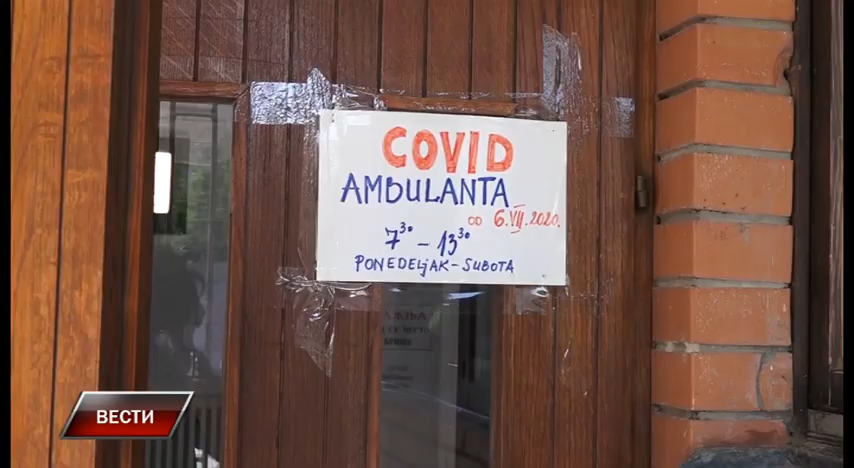 COVID
AMBULANTA
OD 6.VII.2020.
7³⁰ - 13³⁰
PONEDELJAK - SUBOTA
ВЕСТИ